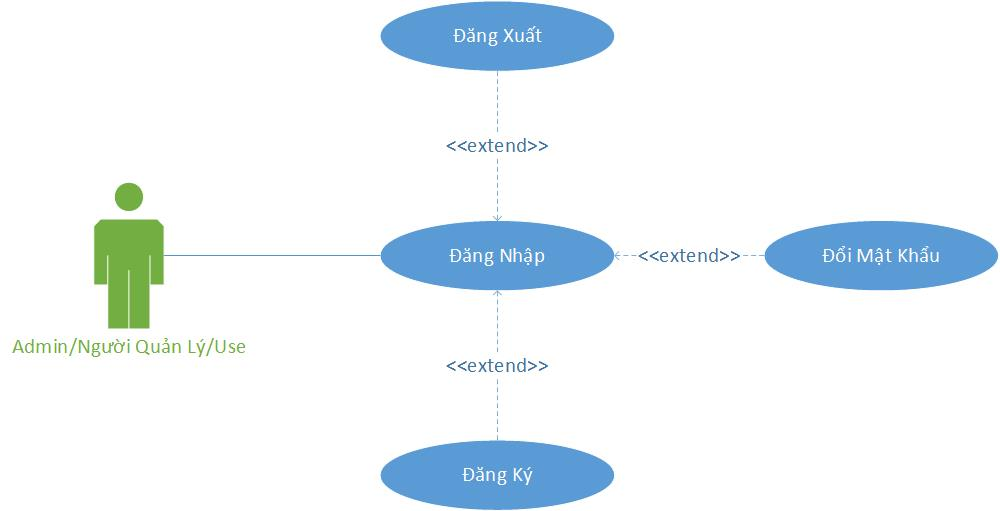 Đăng Xuất
<<extend>>
Đăng Nhập
<<extend>>
Đổi Mật Khẩu
Admin/Người Quản Lý/Use
<<extend>>
Đăng Ký